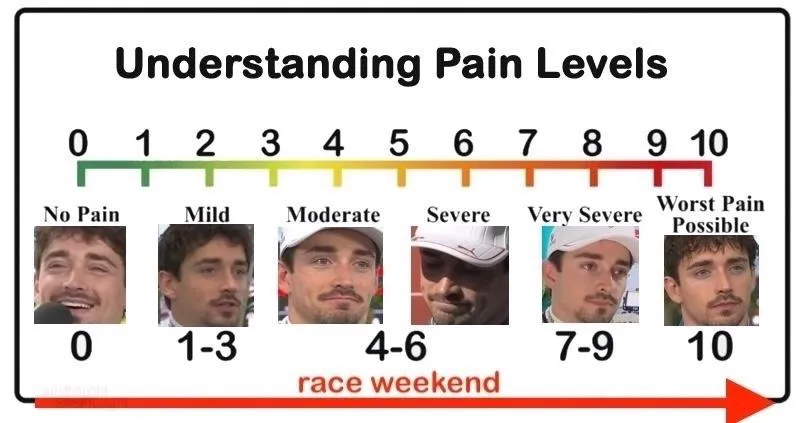 Understanding Pain Levels
0 1 2 3 4 5 6 7 8 9 10
No Pain Mild Moderate Severe Very Severe Worst Pain Possible
0 1-3 4-6 7-9 10
race weekend